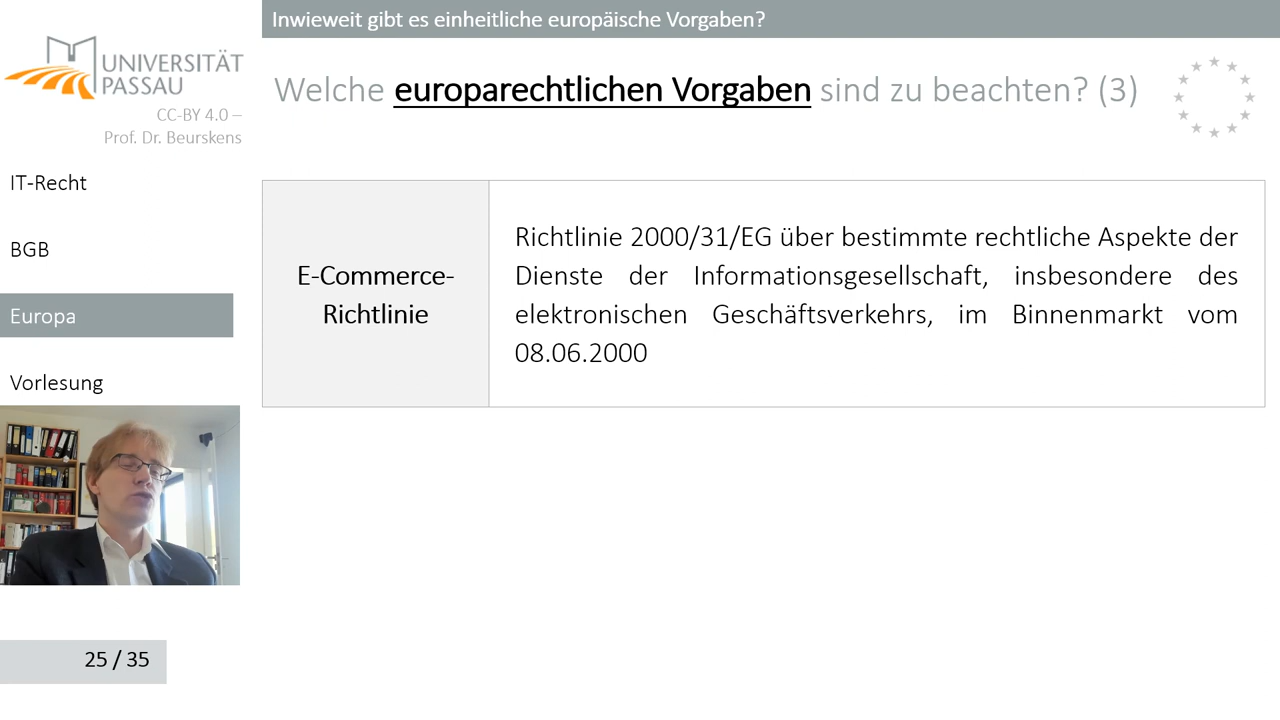 Inwieweit gibt es einheitliche europäische Vorgaben?
UNIVERSITÄT
PASSAU
CC-BY 4.0 –
Prof. Dr. Beurskens
Welche europarechtlichen Vorgaben sind zu beachten? (3)
IT-Recht
BGB
Europa
Vorlesung
E-Commerce-
Richtlinie
Richtlinie 2000/31/EG über bestimmte rechtliche Aspekte der
Dienste der Informationsgesellschaft, insbesondere des
elektronischen Geschäftsverkehrs, im Binnenmarkt vom
08.06.2000
25 / 35